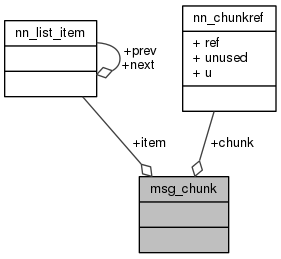 nn_chunkref
nn_list_item
+ ref
+ unused
+ u
+prev
+next
+item
+chunk
msg_chunk